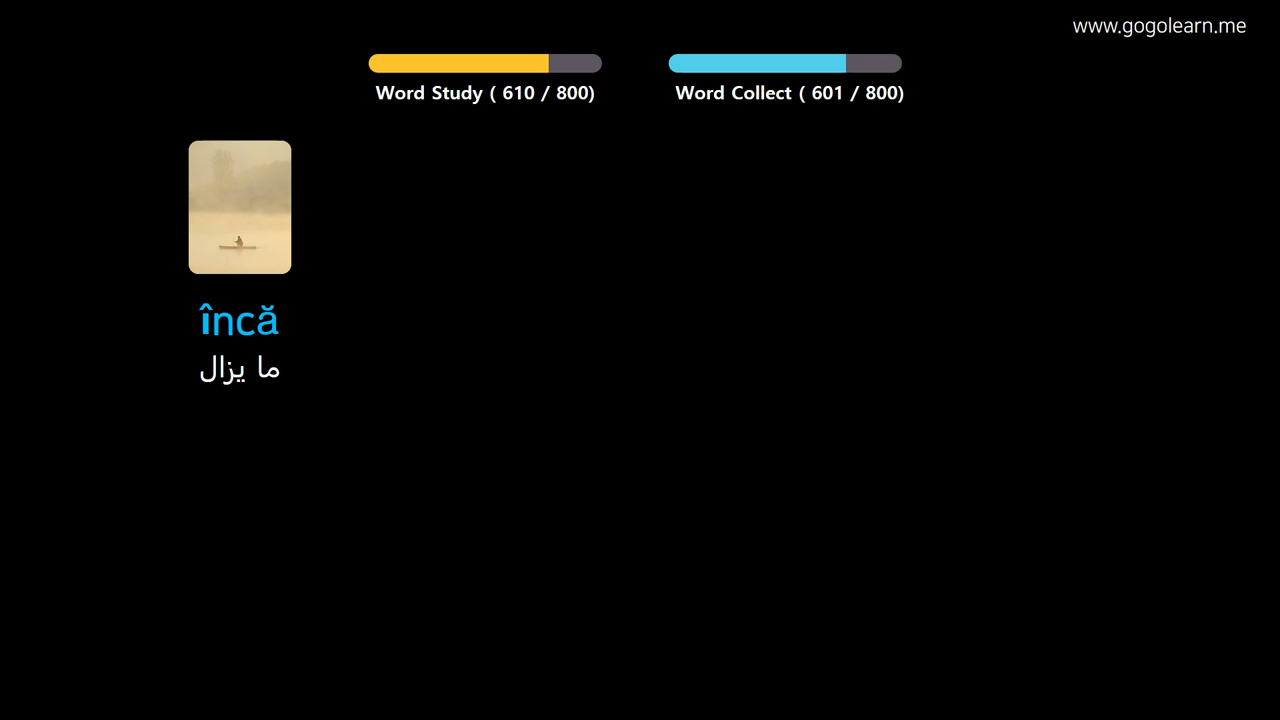 www.gogolearn.me
Word Study ( 610 / 800)
Word Collect ( 601 / 800)
încă
ما يزال